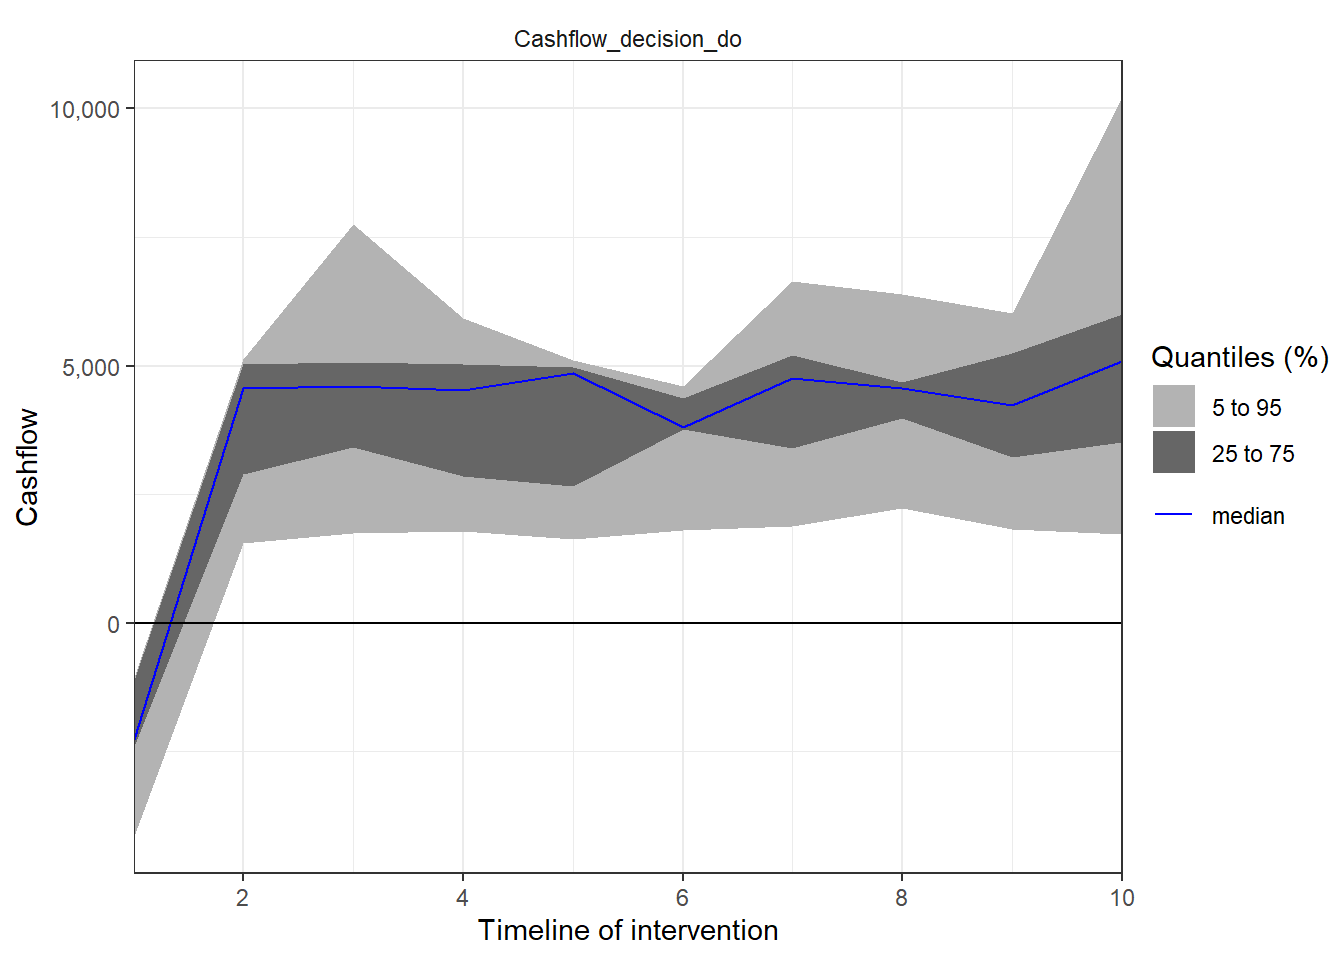 Cashflow_decision_do
10,000
5,000
0
Cashflow
2 4 6 8 10
Timeline of intervention
Quantiles (%)
5 to 95
25 to 75
median